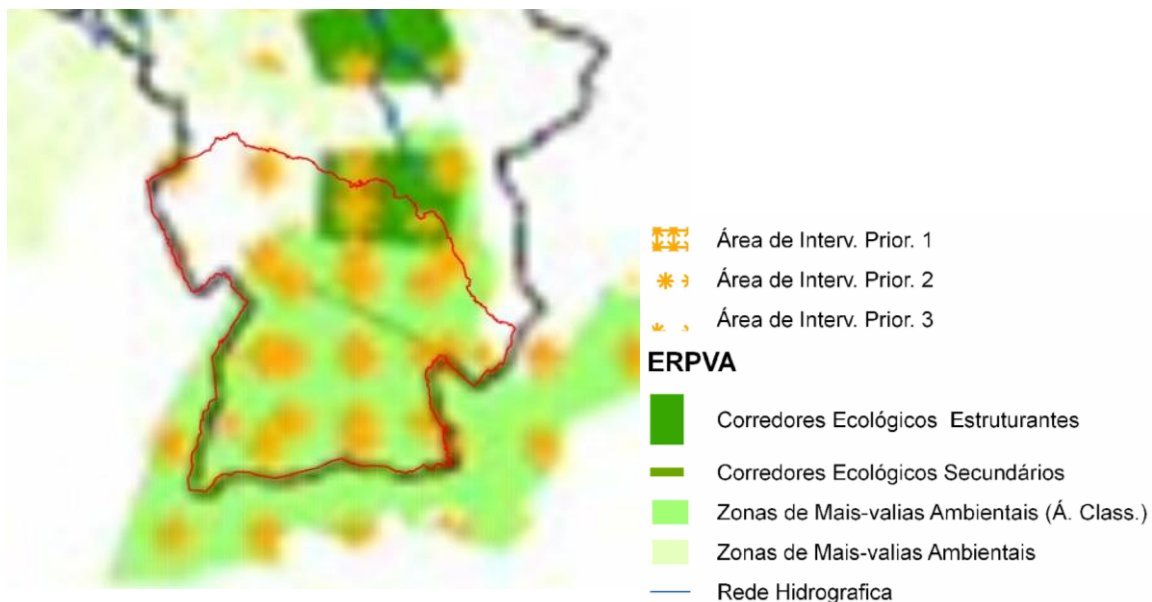 Área de Interv. Prior. 1
Área de Interv. Prior. 2
Área de Interv. Prior. 3
ERPVA
Corredores Ecológicos Estruturantes
Corredores Ecológicos Secundários
Zonas de Mais-valias Ambientais (Á. Class.)
Zonas de Mais-valias Ambientais
Rede Hidrografica